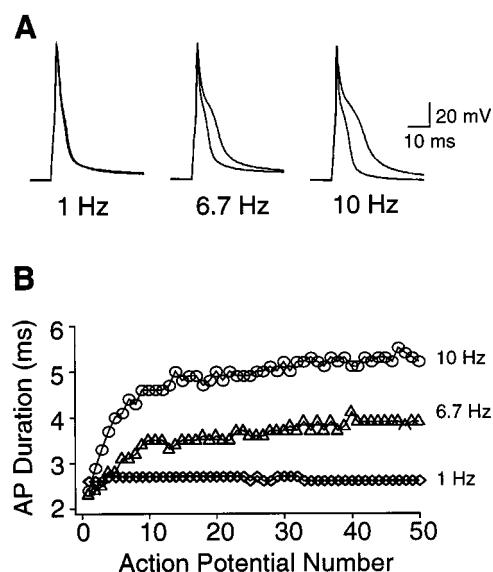 A
20 mV
10 ms
1 Hz
6.7 Hz
10 Hz
B
AP Duration (ms)
6
5
4
3
2
10 Hz
6.7 Hz
1 Hz
0
10
20
30
40
50
Action Potential Number